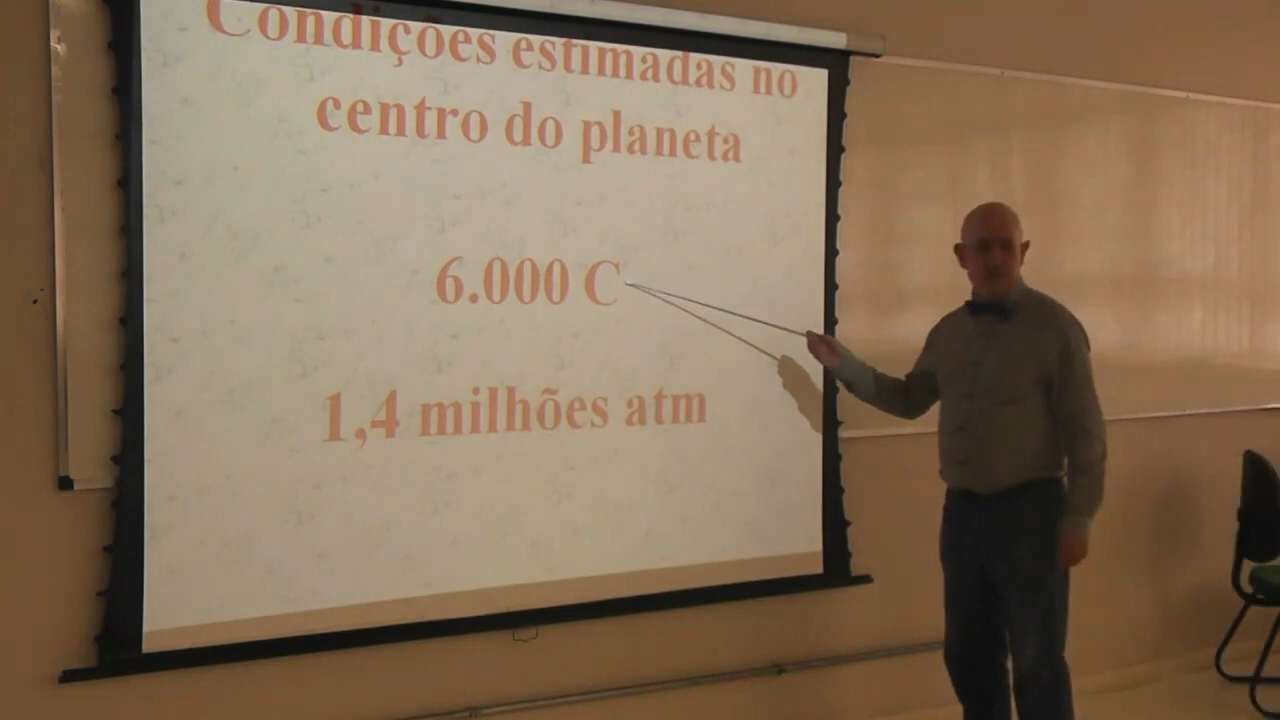 Condições estimadas no
centro do planeta
6.000 C
1,4 milhões atm